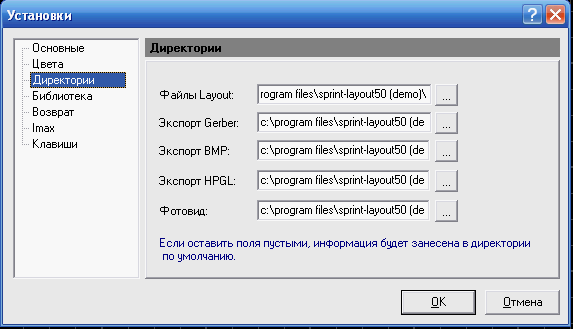 Установки
Основные
Цвета
Директории
Библиотека
Возврат
Imax
Клавиши
Директории
Файлы Layout: rogram files\sprint-layout50 (demo)\ ...
Экспорт Gerber: c:\program files\sprint-layout50 (de ...
Экспорт BMP: c:\program files\sprint-layout50 (de ...
Экспорт HPGL: c:\program files\sprint-layout50 (de ...
Фотовид: c:\program files\sprint-layout50 (de ...
Если оставить поля пустыми, информация будет занесена в директории
по умолчанию.
OK Отмена